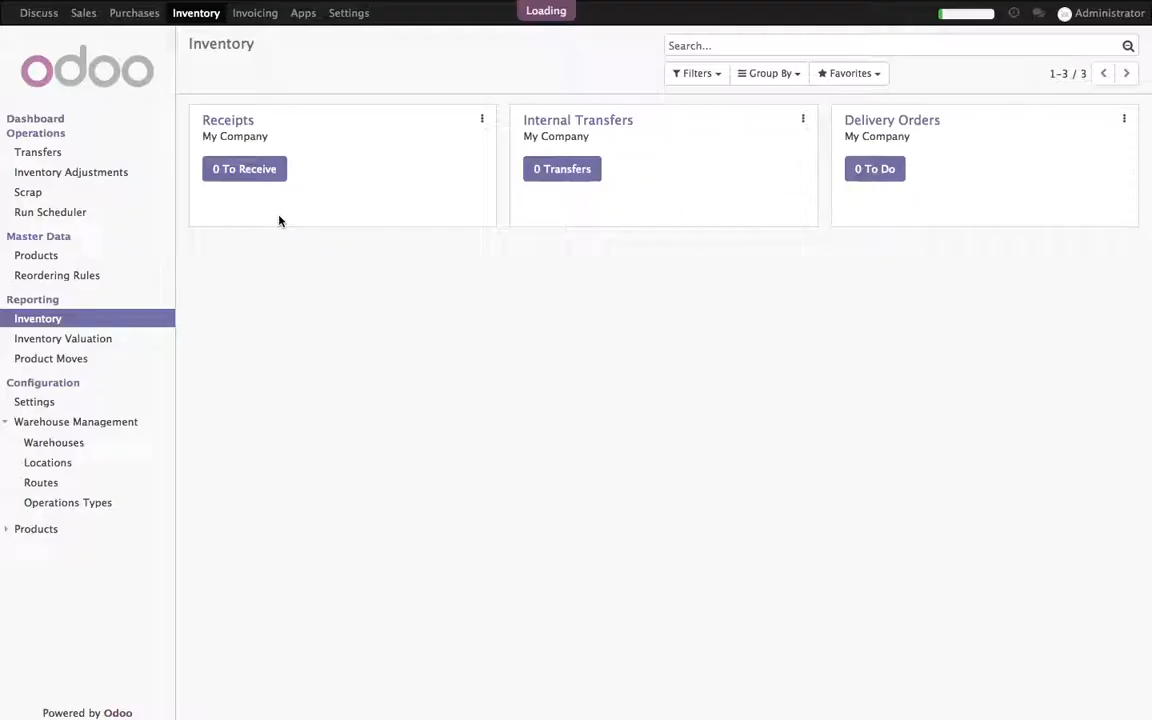 Discuss Sales Purchases Inventory Invoicing Apps Settings Loading Administrator
odoo
Inventory
Search...
Filters Group By Favorites 1-3 / 3
Dashboard
Operations
Transfers
Inventory Adjustments
Scrap
Run Scheduler
Master Data
Products
Reordering Rules
Reporting
Inventory
Inventory Valuation
Product Moves
Configuration
Settings
Warehouse Management
Warehouses
Locations
Routes
Operations Types
Products
Powered by Odoo
Receipts
My Company
0 To Receive
Internal Transfers
My Company
0 Transfers
Delivery Orders
My Company
0 To Do